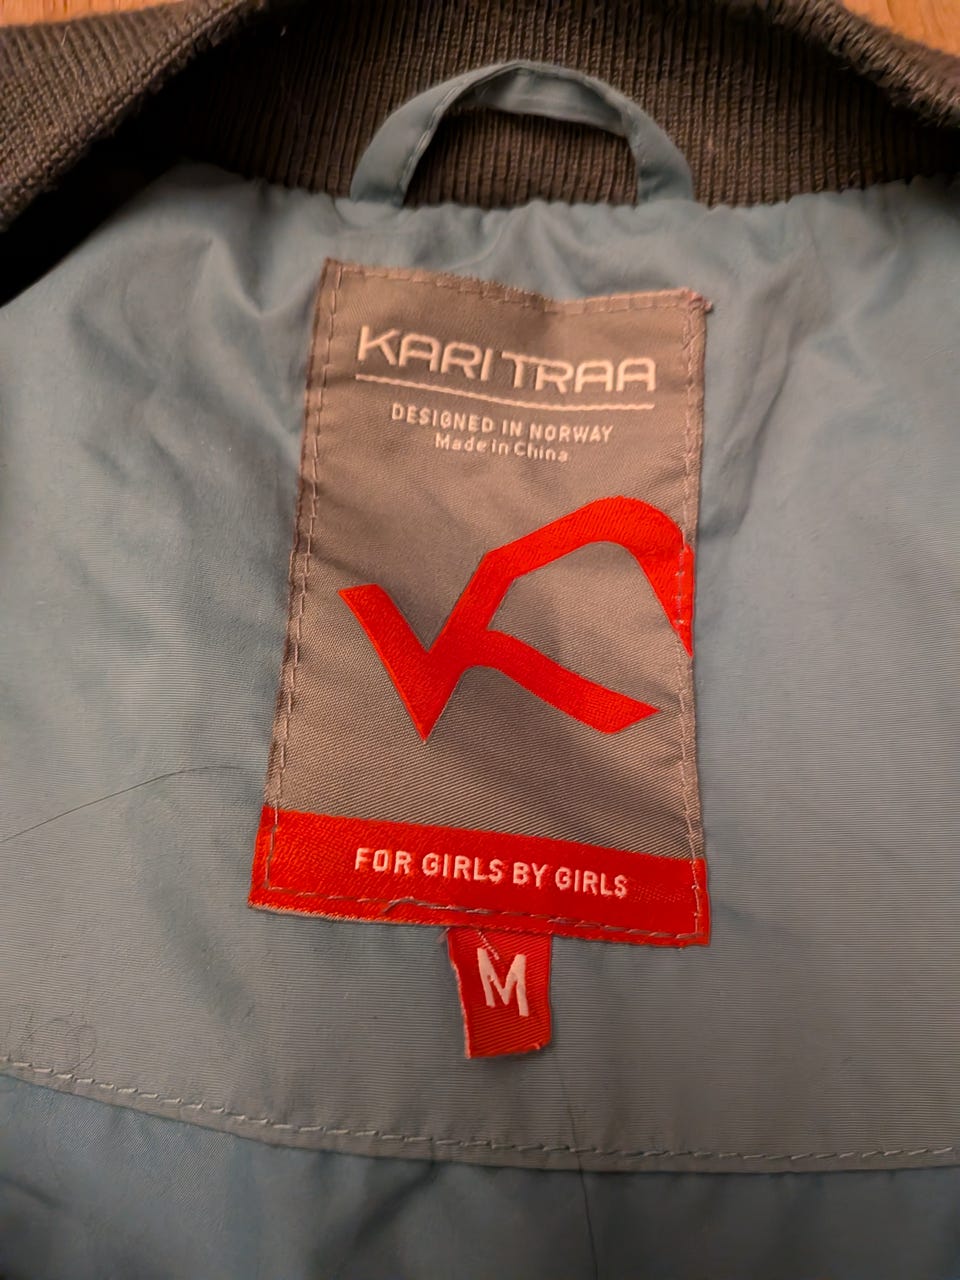 KARI TRAA
DESIGNED IN NORWAY
Made in China
FOR GIRLS BY GIRLS
M